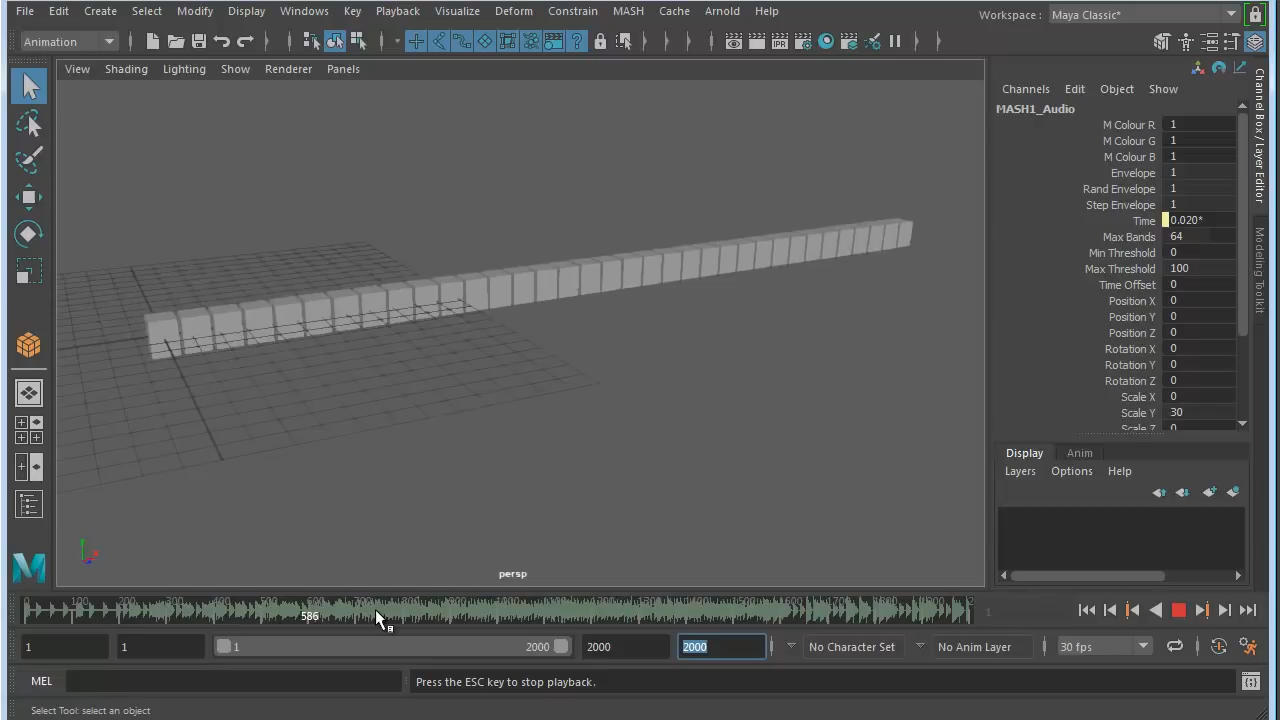 File Edit Create Select Modify Display Windows Key Playback Visualize Deform Constrain MASH Cache Arnold Help
Workspace : Maya Classic*
Animation
IPR
View Shading Lighting Show Renderer Panels
Channels Edit Object Show
MASH1_Audio
M Colour R 1
M Colour G 1
M Colour B 1
Envelope 1
Rand Envelope 1
Step Envelope 1
Time 0.020*
Max Bands 64
Min Threshold 0
Max Threshold 100
Time Offset 0
Position X 0
Position Y 0
Position Z 0
Rotation X 0
Rotation Y 0
Rotation Z 0
Scale X 0
Scale Y 30
Scale Z 0
Channel Box / Layer Editor
Modeling Toolkit
Display Anim
Layers Options Help
persp
586
1
1 1 1 2000 2000 2000 No Character Set No Anim Layer 30 fps
MEL Press the ESC key to stop playback.
Select Tool: select an object